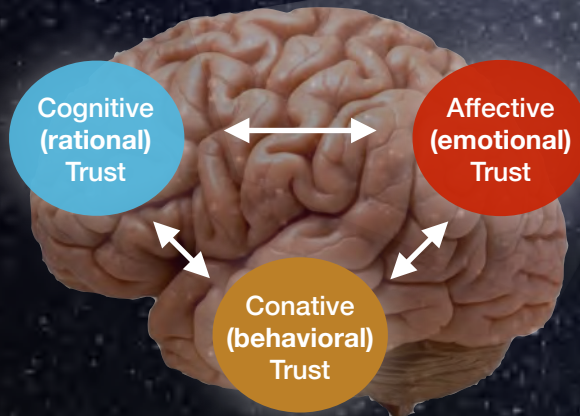 Cognitive
(rational)
Trust
Affective
(emotional)
Trust
Conative
(behavioral)
Trust